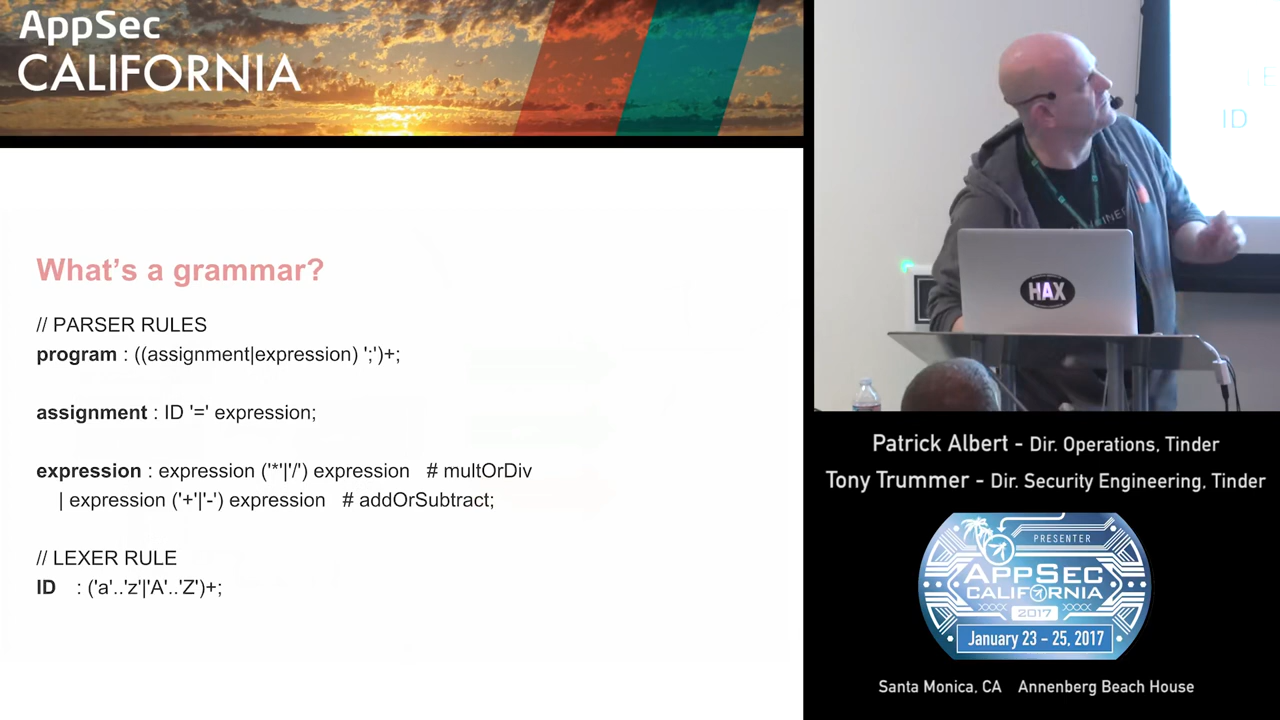 AppSec
CALIFORNIA
What's a grammar?
// PARSER RULES
program : ((assignment|expression) ';')+;
assignment : ID '=' expression;
expression : expression ('*'|'/') expression # multOrDiv
| expression ('+'|'-') expression # addOrSubtract;
// LEXER RULE
ID : ('a'..'z'|'A'..'Z')+;
ID
HAX
Patrick Albert - Dir. Operations, Tinder
Tony Trummer - Dir. Security Engineering, Tinder
PRESENTER
APPSEC
CALIFORNIA
2017
January 23 - 25, 2017
Santa Monica, CA Annenberg Beach House